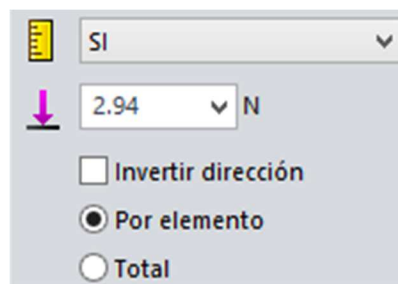 SI
2.94 N
Invertir dirección
Por elemento
Total